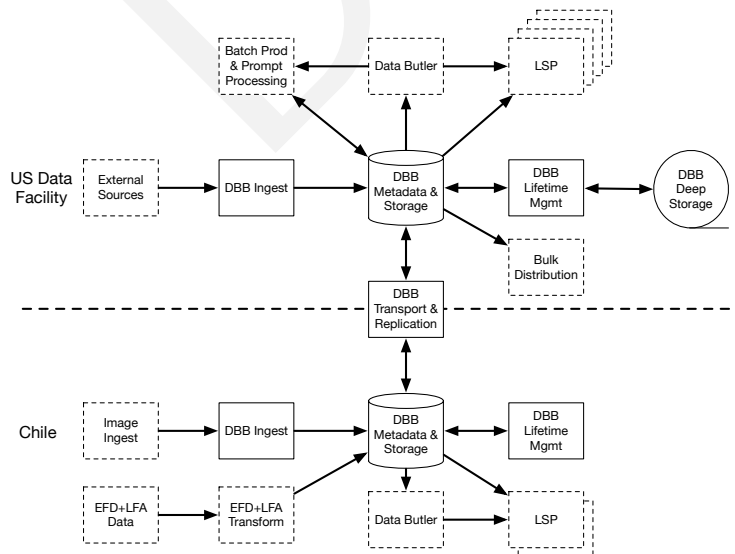 Batch Prod
& Prompt
Processing
Data Butler
LSP
US Data
Facility
External
Sources
DBB Ingest
DBB
Metadata &
Storage
DBB
Lifetime
Mgmt
DBB
Deep
Storage
Bulk
Distribution
DBB
Transport &
Replication
Chile
Image
Ingest
DBB Ingest
DBB
Metadata &
Storage
DBB
Lifetime
Mgmt
EFD+LFA
Data
EFD+LFA
Transform
Data Butler
LSP